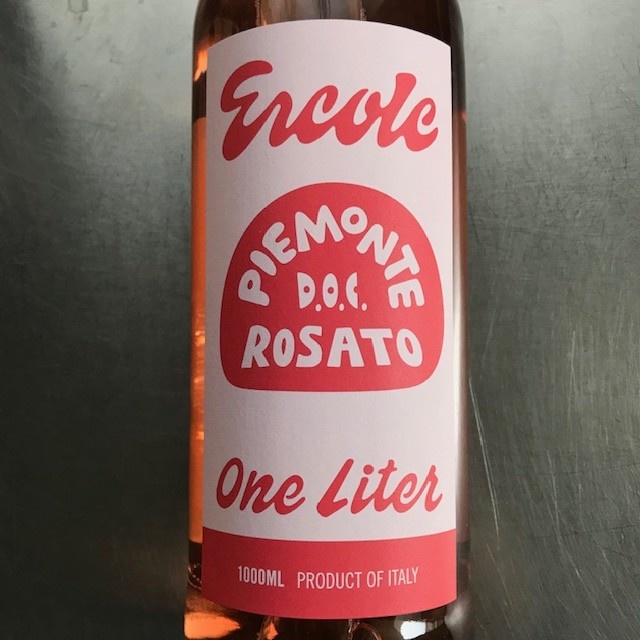 Ercole
PIEMONTE
D.O.C.
ROSATO
One Liter
1000ML PRODUCT OF ITALY